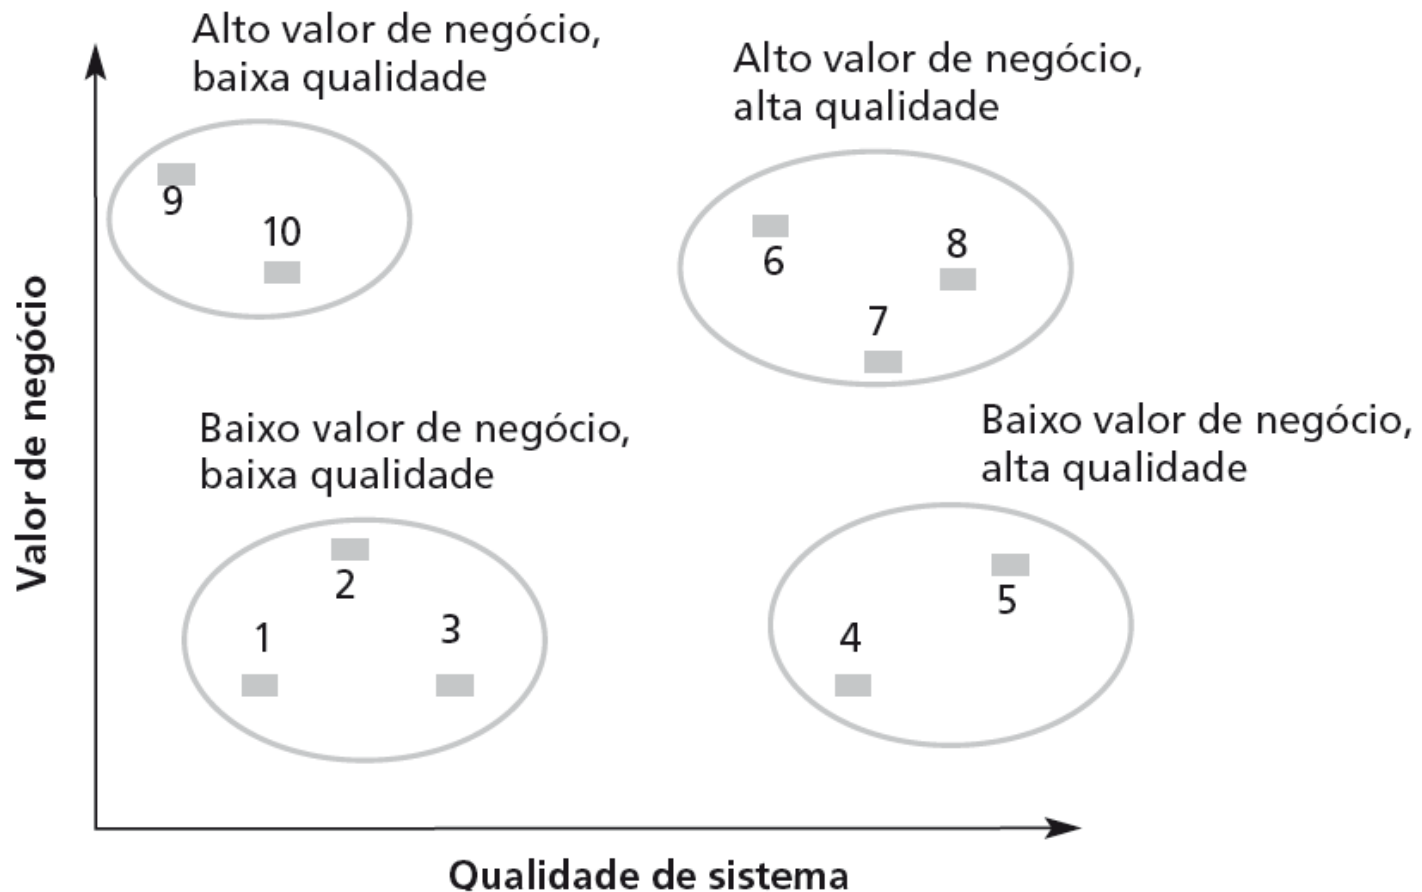 Alto valor de negócio,
baixa qualidade
Alto valor de negócio,
alta qualidade
9
10
6
8
7
Valor de negócio
Baixo valor de negócio,
baixa qualidade
Baixo valor de negócio,
alta qualidade
2
1
3
5
4
Qualidade de sistema